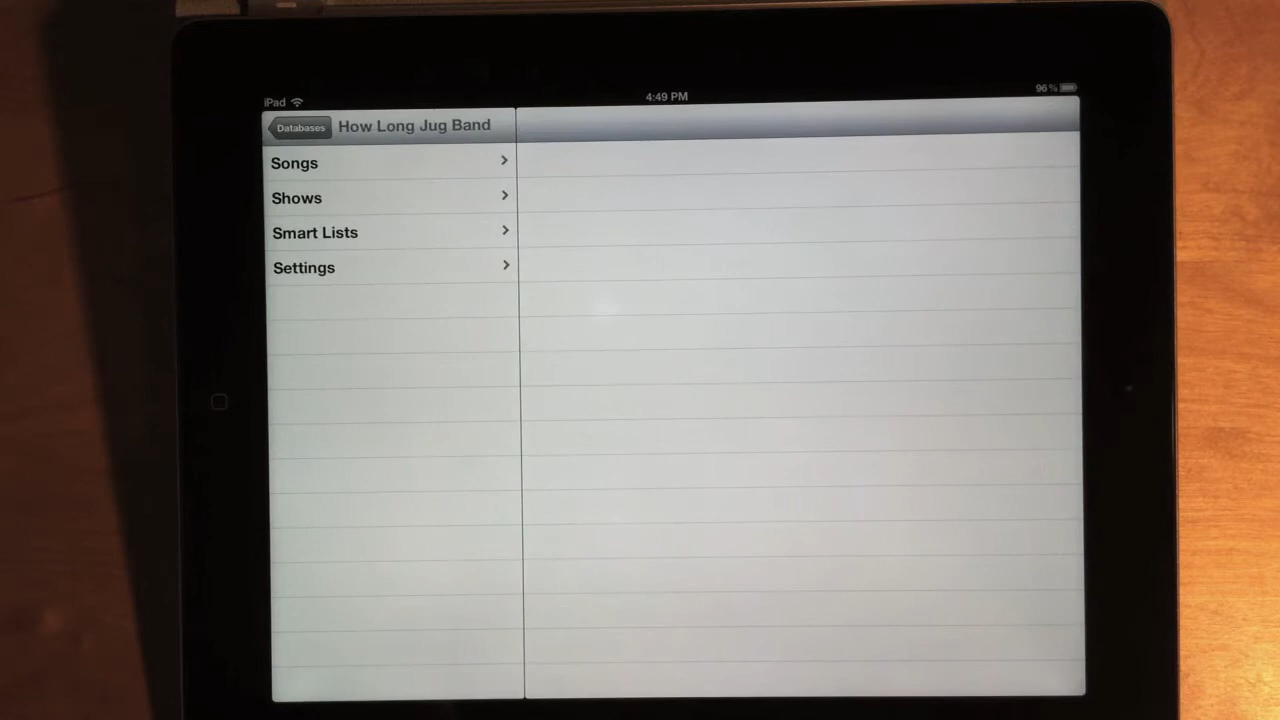 iPad 4:49 PM 96%
Databases How Long Jug Band
Songs
Shows
Smart Lists
Settings